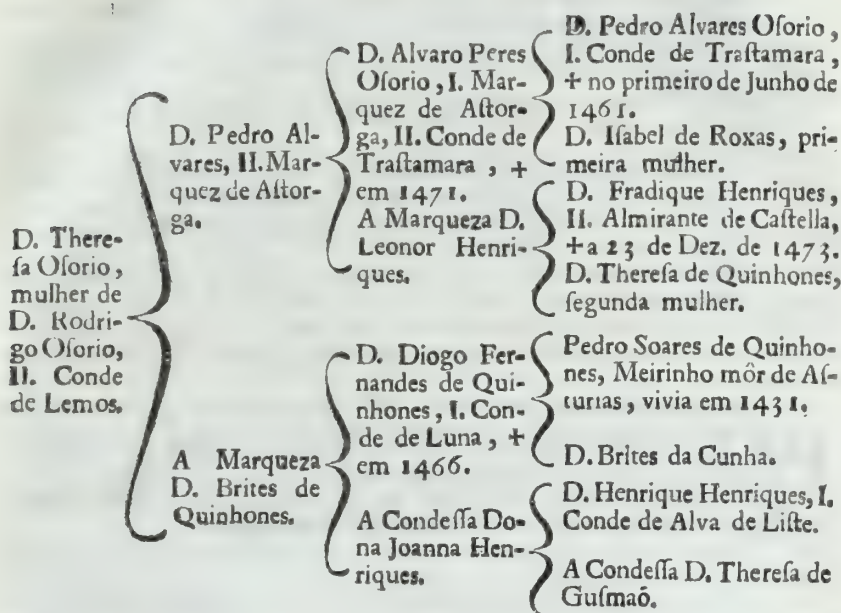 D. There-
ſa Oſorio,
mulher de
D. Rodri-
go Oſorio,
II. Conde
de Lemos.
D. Pedro Al-
vares, II. Mar-
quez de Aſtor-
ga.
A Marqueza
D. Brites de
Quinhones.
D. Alvaro Peres
Oſorio, I. Mar-
quez de Aſtor-
ga, II. Conde de
Traſtamara, +
em 1471.
A Marqueza D.
Leonor Henri-
ques.
D. Diogo Fer-
nandes de Qui-
nhones, I. Con-
de de Luna, +
em 1466.
A Condeſſa Do-
na Joanna Hen-
riques.
D. Pedro Alvares Oſorio,
I. Conde de Traſtamara,
+ no primeiro de Junho de
1461.
D. Iſabel de Roxas, pri-
meira mulher.
D. Fradique Henriques,
II. Almirante de Caſtella,
+ a 23 de Dez. de 1473.
D. Thereſa de Quinhones,
ſegunda mulher.
Pedro Soares de Quinho-
nes, Meirinho môr de Aſ-
turias, vivia em 1431.
D. Brites da Cunha.
D. Henrique Henriques, I.
Conde de Alva de Liſte.
A Condeſſa D. Thereſa de
Guſmaõ.